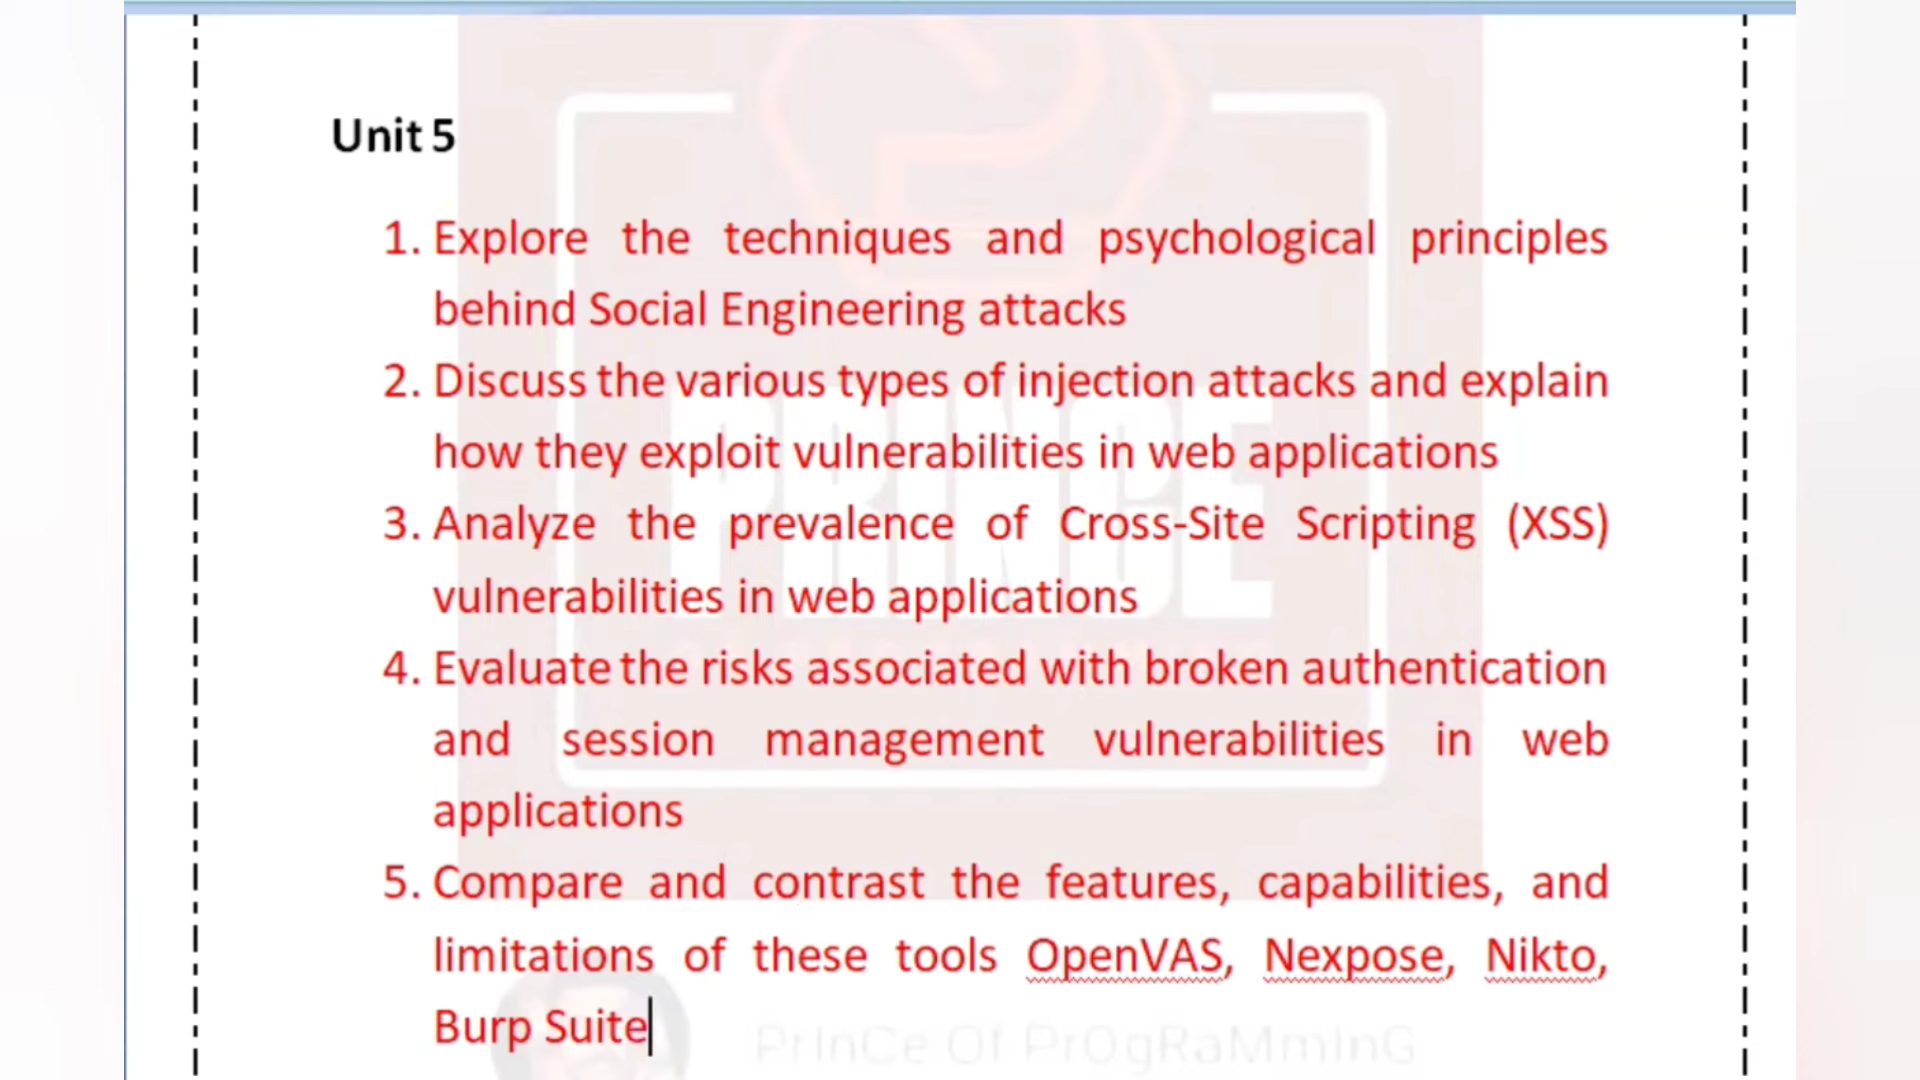 Unit 5
1. Explore the techniques and psychological principles
behind Social Engineering attacks
2. Discuss the various types of injection attacks and explain
how they exploit vulnerabilities in web applications
3. Analyze the prevalence of Cross-Site Scripting (XSS)
vulnerabilities in web applications
4. Evaluate the risks associated with broken authentication
and session management vulnerabilities in web
applications
5. Compare and contrast the features, capabilities, and
limitations of these tools OpenVAS, Nexpose, Nikto,
Burp Suite
PRINCE
PrInCe Of PrOgRaMmInG